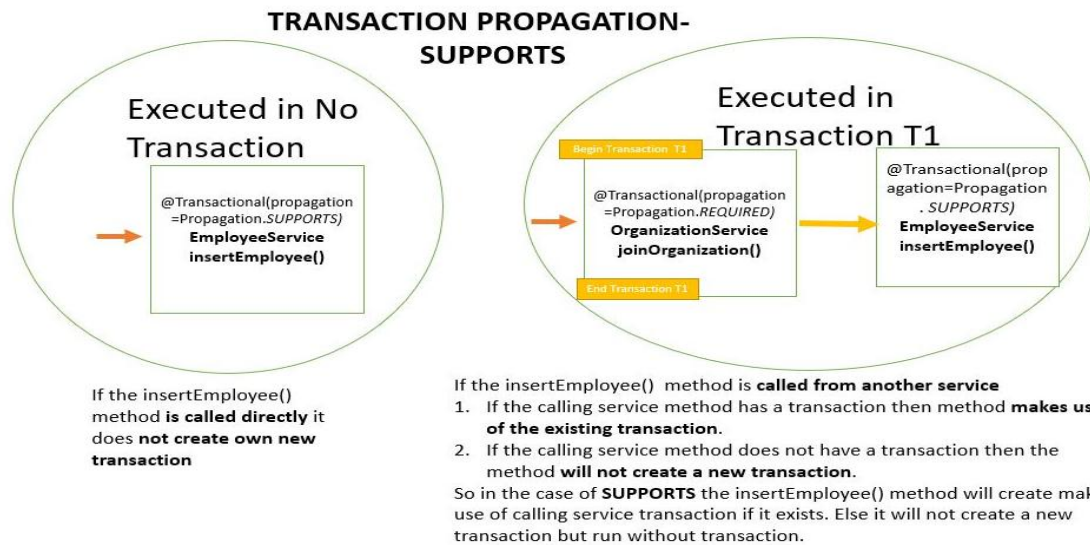 TRANSACTION PROPAGATION-
SUPPORTS
Executed in No
Transaction
@Transactional(propagation
=Propagation.SUPPORTS)
EmployeeService
insertEmployee()
If the insertEmployee()
method is called directly it
does not create own new
transaction
Executed in
Transaction T1
Begin Transaction T1
@Transactional(propagation
=Propagation.REQUIRED)
OrganizationService
joinOrganization()
End Transaction T1
@Transactional(prop
agation=Propagation
. SUPPORTS)
EmployeeService
insertEmployee()
If the insertEmployee() method is called from another service
1. If the calling service method has a transaction then method makes us
of the existing transaction.
2. If the calling service method does not have a transaction then the
method will not create a new transaction.
So in the case of SUPPORTS the insertEmployee() method will create mak
use of calling service transaction if it exists. Else it will not create a new
transaction but run without transaction.